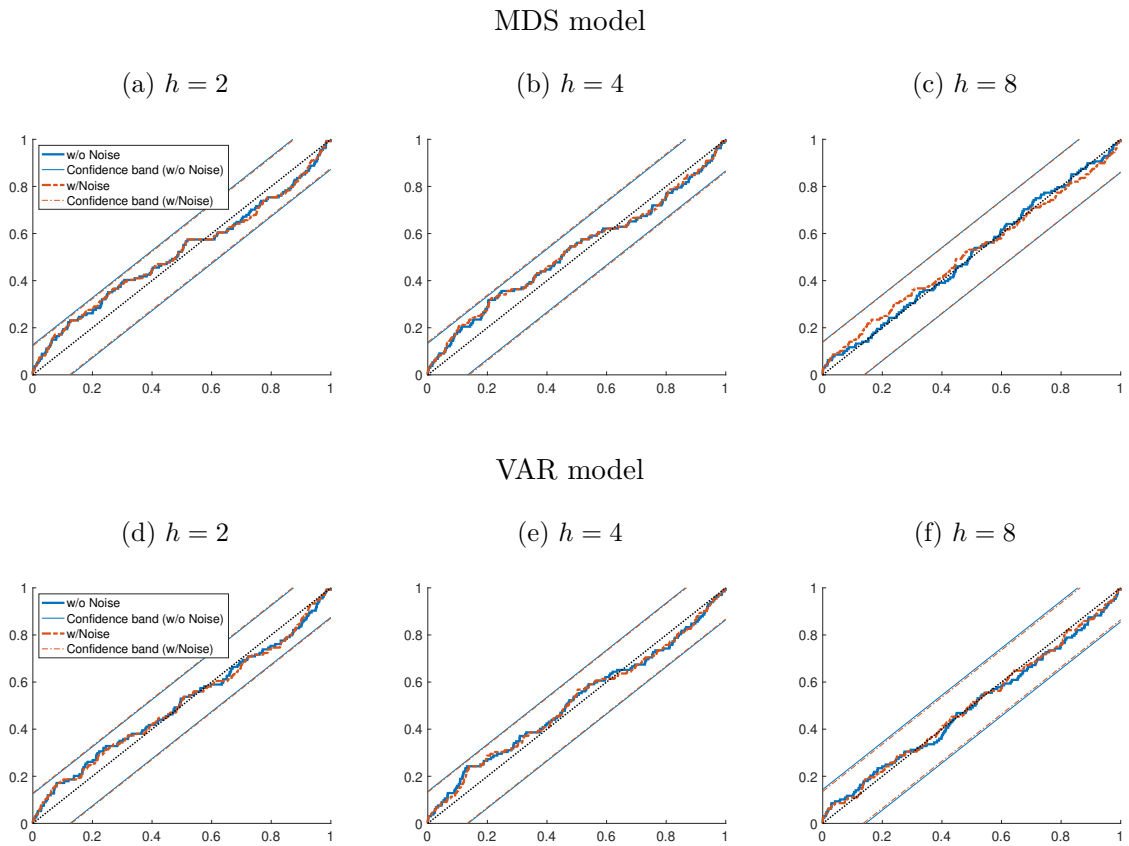 MDS model
(a) h = 2
(b) h = 4
(c) h = 8
1
0.8
0.6
0.4
0.2
0
0 0.2 0.4 0.6 0.8 1
w/o Noise
Confidence band (w/o Noise)
w/Noise
Confidence band (w/Noise)
1
0.8
0.6
0.4
0.2
0
0 0.2 0.4 0.6 0.8 1
1
0.8
0.6
0.4
0.2
0
0 0.2 0.4 0.6 0.8 1
VAR model
(d) h = 2
(e) h = 4
(f) h = 8
1
0.8
0.6
0.4
0.2
0
0 0.2 0.4 0.6 0.8 1
w/o Noise
Confidence band (w/o Noise)
w/Noise
Confidence band (w/Noise)
1
0.8
0.6
0.4
0.2
0
0 0.2 0.4 0.6 0.8 1
1
0.8
0.6
0.4
0.2
0
0 0.2 0.4 0.6 0.8 1